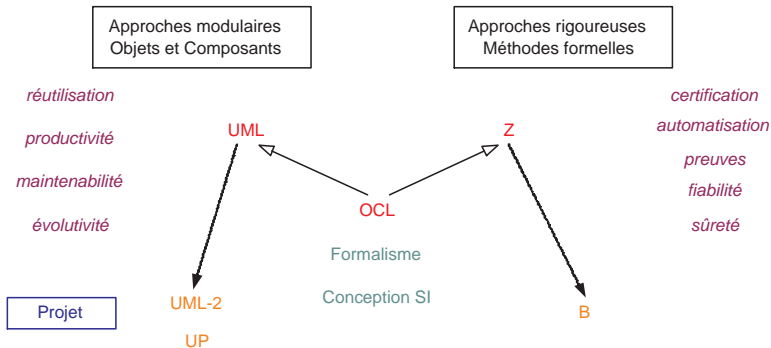 Approches modulaires
Objets et Composants
Approches rigoureuses
Méthodes formelles
réutilisation
productivité
maintenabilité
évolutivité
UML
Z
certification
automatisation
preuves
fiabilité
sûreté
OCL
Formalisme
Conception SI
Projet
UML-2
UP
B